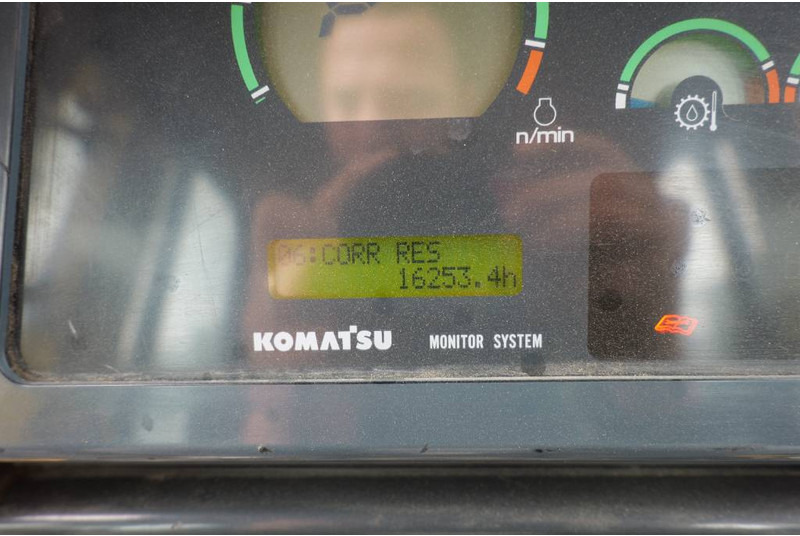 n/min
06:CORR RES
16253.4h
KOMATSU
MONITOR SYSTEM